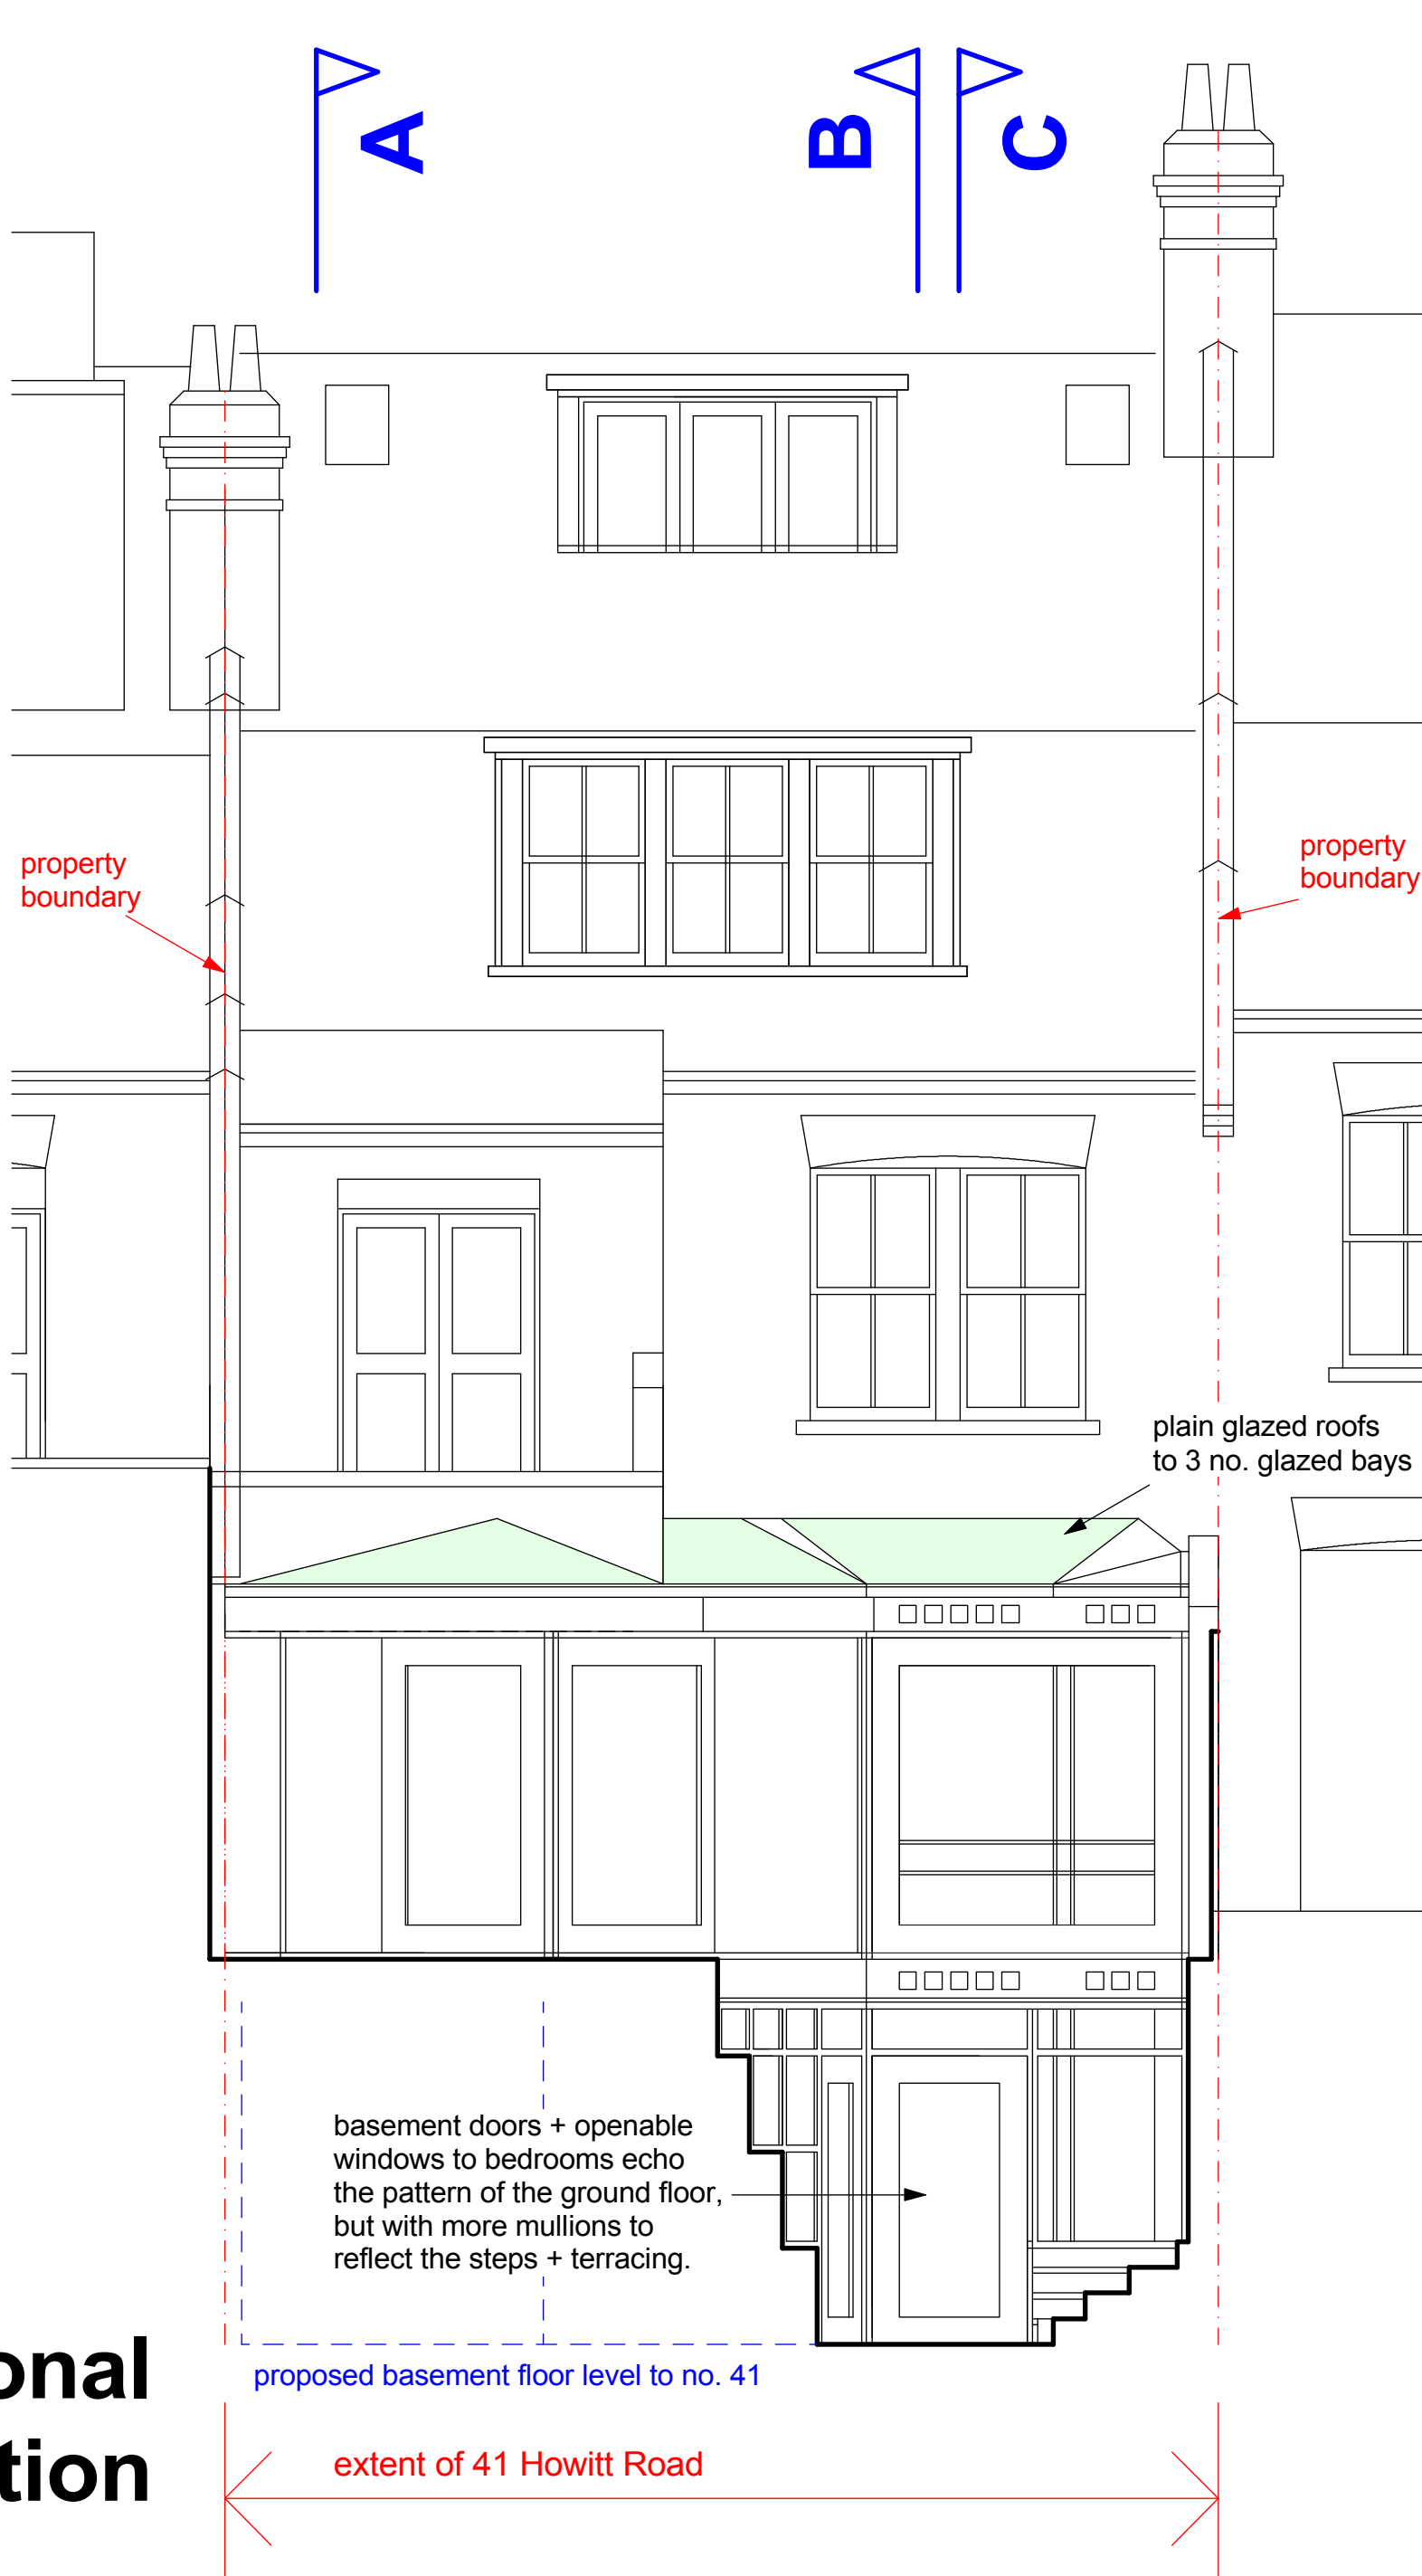 A
B
C
property
boundary
property
boundary
plain glazed roofs
to 3 no. glazed bays
basement doors + openable
windows to bedrooms echo
the pattern of the ground floor,
but with more mullions to
reflect the steps + terracing.
proposed basement floor level to no. 41
onal
tion
extent of 41 Howitt Road